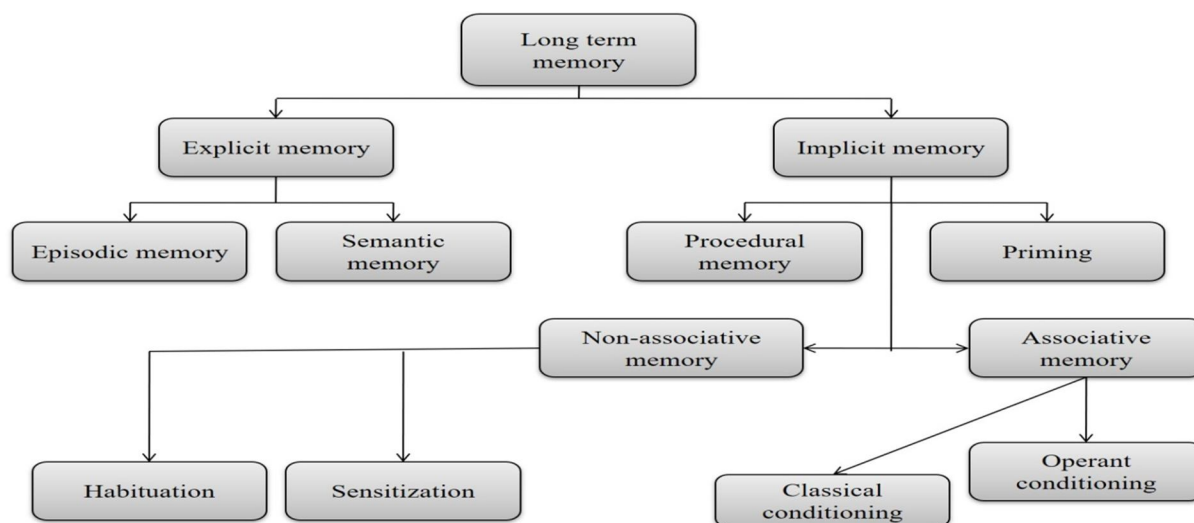 Long term
memory
Explicit memory
Implicit memory
Episodic memory
Semantic
memory
Procedural
memory
Priming
Non-associative
memory
Associative
memory
Habituation
Sensitization
Classical
conditioning
Operant
conditioning